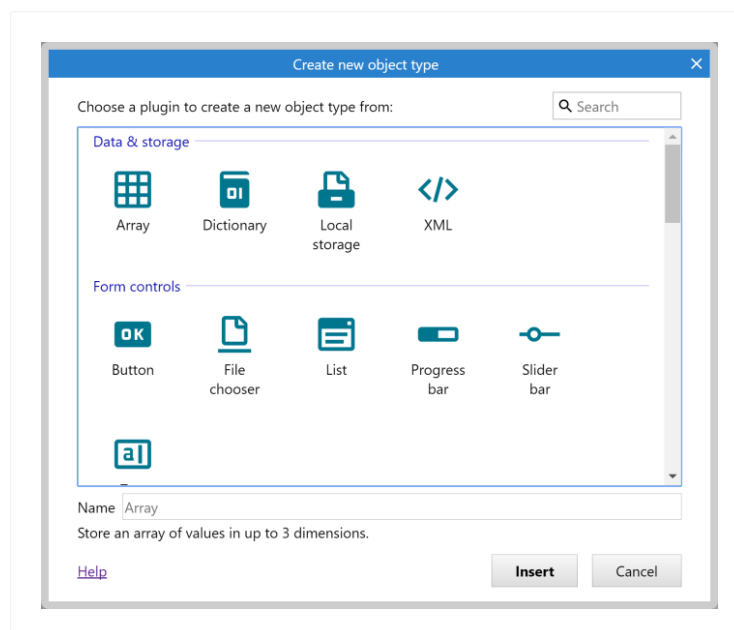 Create new object type
Choose a plugin to create a new object type from:
Search
Data & storage
Array
Dictionary
Local
storage
XML
Form controls
OK
Button
File
chooser
List
Progress
bar
Slider
bar
Name
Array
Store an array of values in up to 3 dimensions.
Help
Insert
Cancel